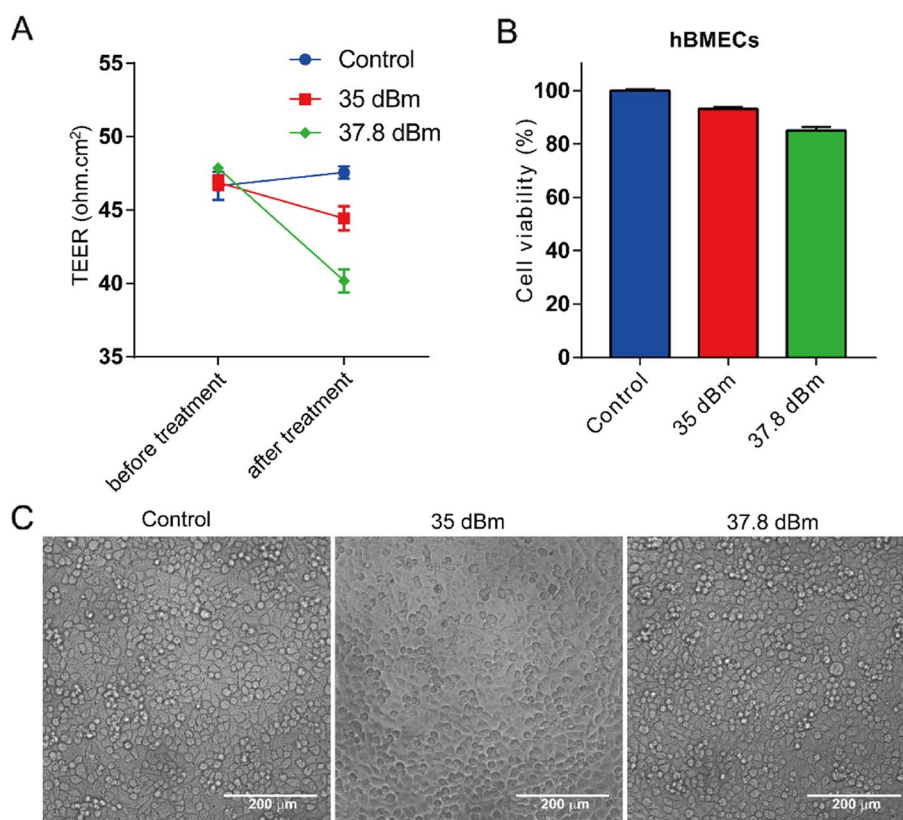 A
TEER (ohm.cm²)
55
50
45
40
35
Control
35 dBm
37.8 dBm
before treatment
after treatment
B
hBMECs
Cell viability (%)
100
80
60
40
20
0
Control
35 dBm
37.8 dBm
C
Control
35 dBm
37.8 dBm
200 µm
200 µm
200 µm